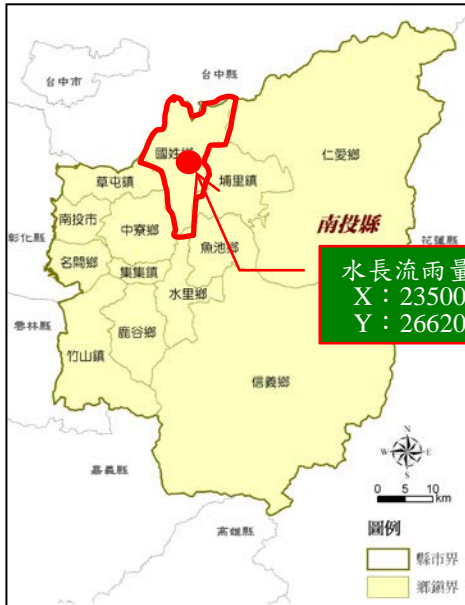 台中市
台中縣
國姓鄉
仁愛鄉
草屯鎮
埔里鎮
南投市
中寮鄉
南投縣
彰化縣
魚池鄉
花蓮縣
名間鄉
集集鎮
水里鄉
水長流雨量
X：23500
Y：26620
雲林縣
鹿谷鄉
竹山鎮
信義鄉
嘉義縣
高雄縣
N
W E
S
0 5 10
km
圖例
縣市界
鄉鎮界